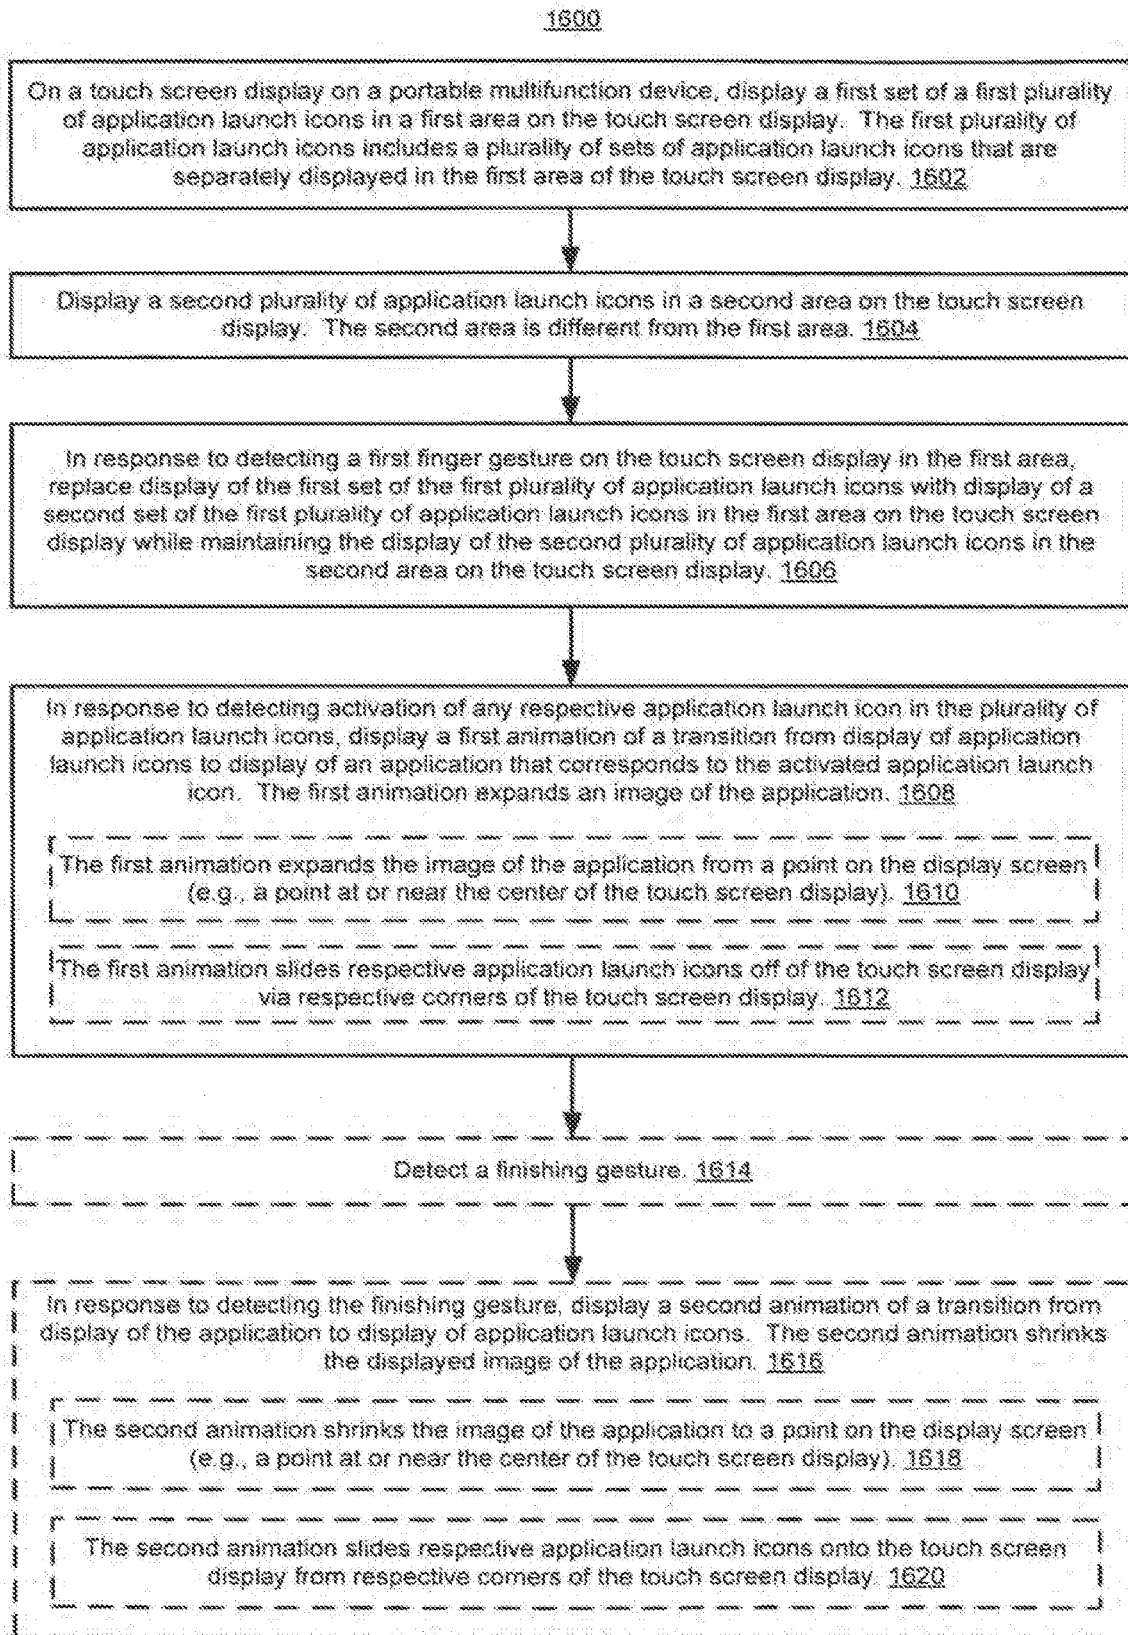 1600
On a touch screen display on a portable multifunction device, display a first set of a first plurality
of application launch icons in a first area on the touch screen display. The first plurality of
application launch icons includes a plurality of sets of application launch icons that are
separately displayed in the first area of the touch screen display. 1602
Display a second plurality of application launch icons in a second area on the touch screen
display. The second area is different from the first area. 1604
In response to detecting a first finger gesture on the touch screen display in the first area,
replace display of the first set of the first plurality of application launch icons with display of a
second set of the first plurality of application launch icons in the first area on the touch screen
display while maintaining the display of the second plurality of application launch icons in the
second area on the touch screen display. 1606
In response to detecting activation of any respective application launch icon in the plurality of
application launch icons, display a first animation of a transition from display of application
launch icons to display of an application that corresponds to the activated application launch
icon. The first animation expands an image of the application. 1608
The first animation expands the image of the application from a point on the display screen
(e.g., a point at or near the center of the touch screen display). 1610
The first animation slides respective application launch icons off of the touch screen display
via respective corners of the touch screen display. 1612
Detect a finishing gesture. 1614
In response to detecting the finishing gesture, display a second animation of a transition from
display of the application to display of application launch icons. The second animation shrinks
the displayed image of the application. 1616
The second animation shrinks the image of the application to a point on the display screen
(e.g., a point at or near the center of the touch screen display). 1618
The second animation slides respective application launch icons onto the touch screen
display from respective corners of the touch screen display. 1620